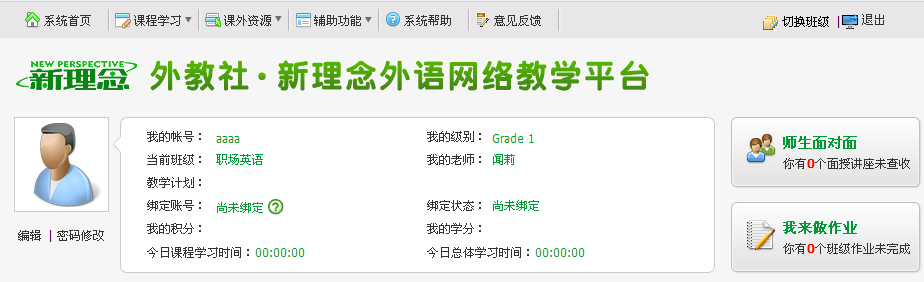 系统首页 课程学习 课外资源 辅助功能 系统帮助 意见反馈 切换班级 退出
NEW PERSPECTIVE
新理念 外教社·新理念外语网络教学平台
我的帐号: aaaa 我的级别: Grade 1
当前班级: 职场英语 我的老师: 闻莉
教学计划:
绑定账号: 尚未绑定 ? 绑定状态: 尚未绑定
我的积分: 我的学分:
今日课程学习时间:00:00:00 今日总体学习时间:00:00:00
编辑 | 密码修改
师生面对面
你有0个面授讲座未查收
我来做作业
你有0个班级作业未完成